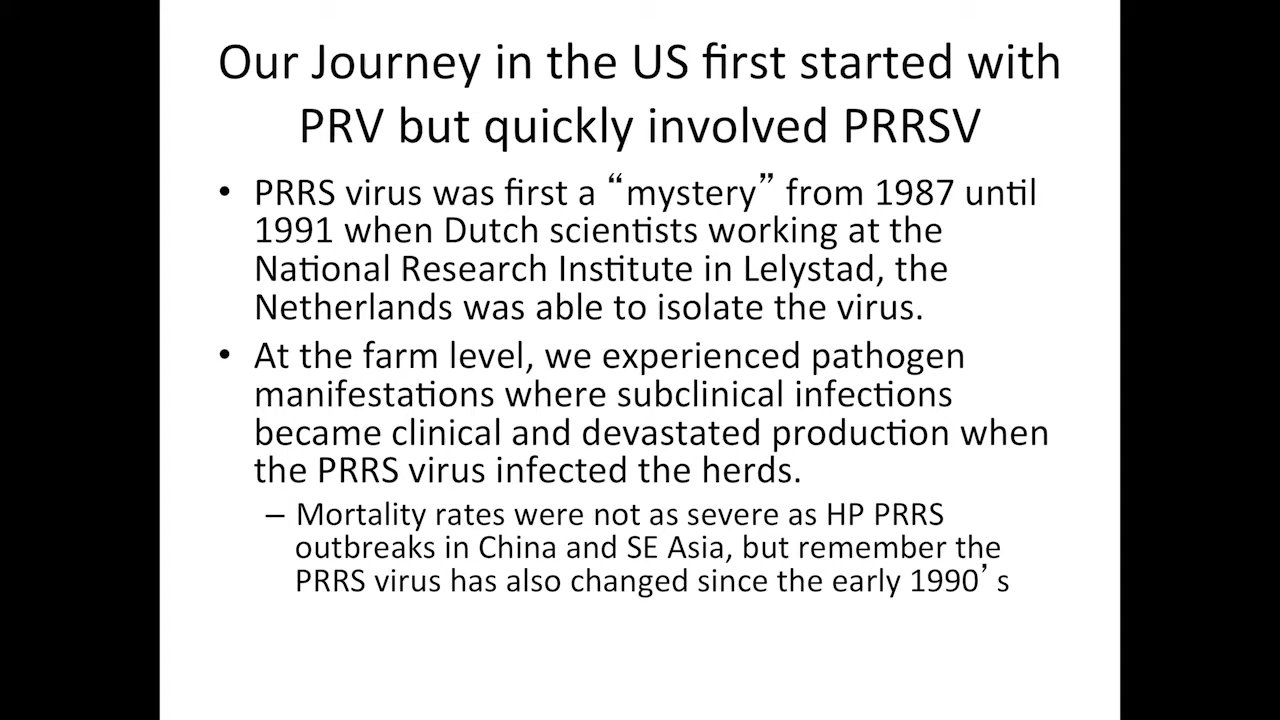 Our Journey in the US first started with
PRV but quickly involved PRRSV
• PRRS virus was first a “mystery” from 1987 until
1991 when Dutch scientists working at the
National Research Institute in Lelystad, the
Netherlands was able to isolate the virus.
• At the farm level, we experienced pathogen
manifestations where subclinical infections
became clinical and devastated production when
the PRRS virus infected the herds.
– Mortality rates were not as severe as HP PRRS
outbreaks in China and SE Asia, but remember the
PRRS virus has also changed since the early 1990’s